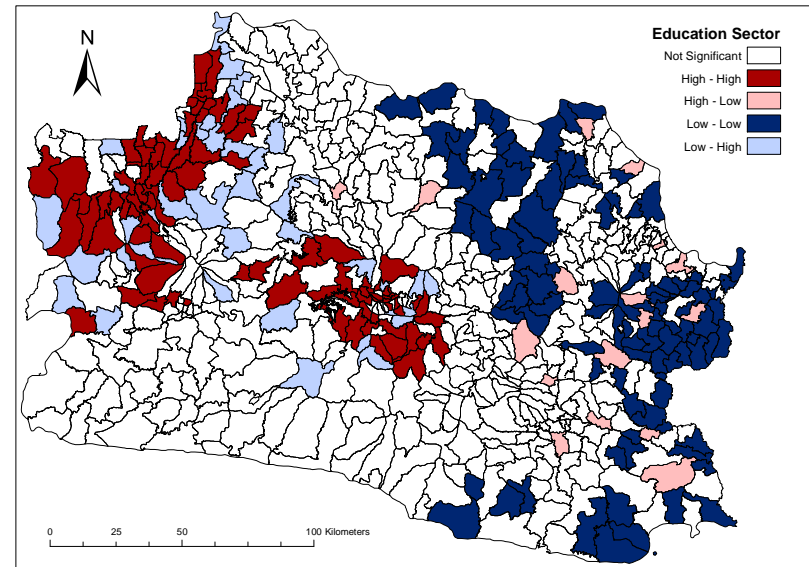 N
Education Sector
Not Significant
High - High
High - Low
Low - Low
Low - High
0 25 50 100 Kilometers